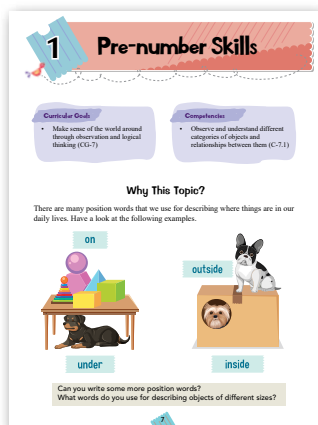 1
Pre-number Skills
Curricular Goals
• Make sense of the world around
through observation and logical
thinking (CG-7)
Competencies
• Observe and understand different
categories of objects and
relationships between them (C-7.1)
Why This Topic?
There are many position words that we use for describing where things are in our
daily lives. Have a look at the following examples.
on
outside
under
inside
Can you write some more position words?
What words do you use for describing objects of different sizes?
7